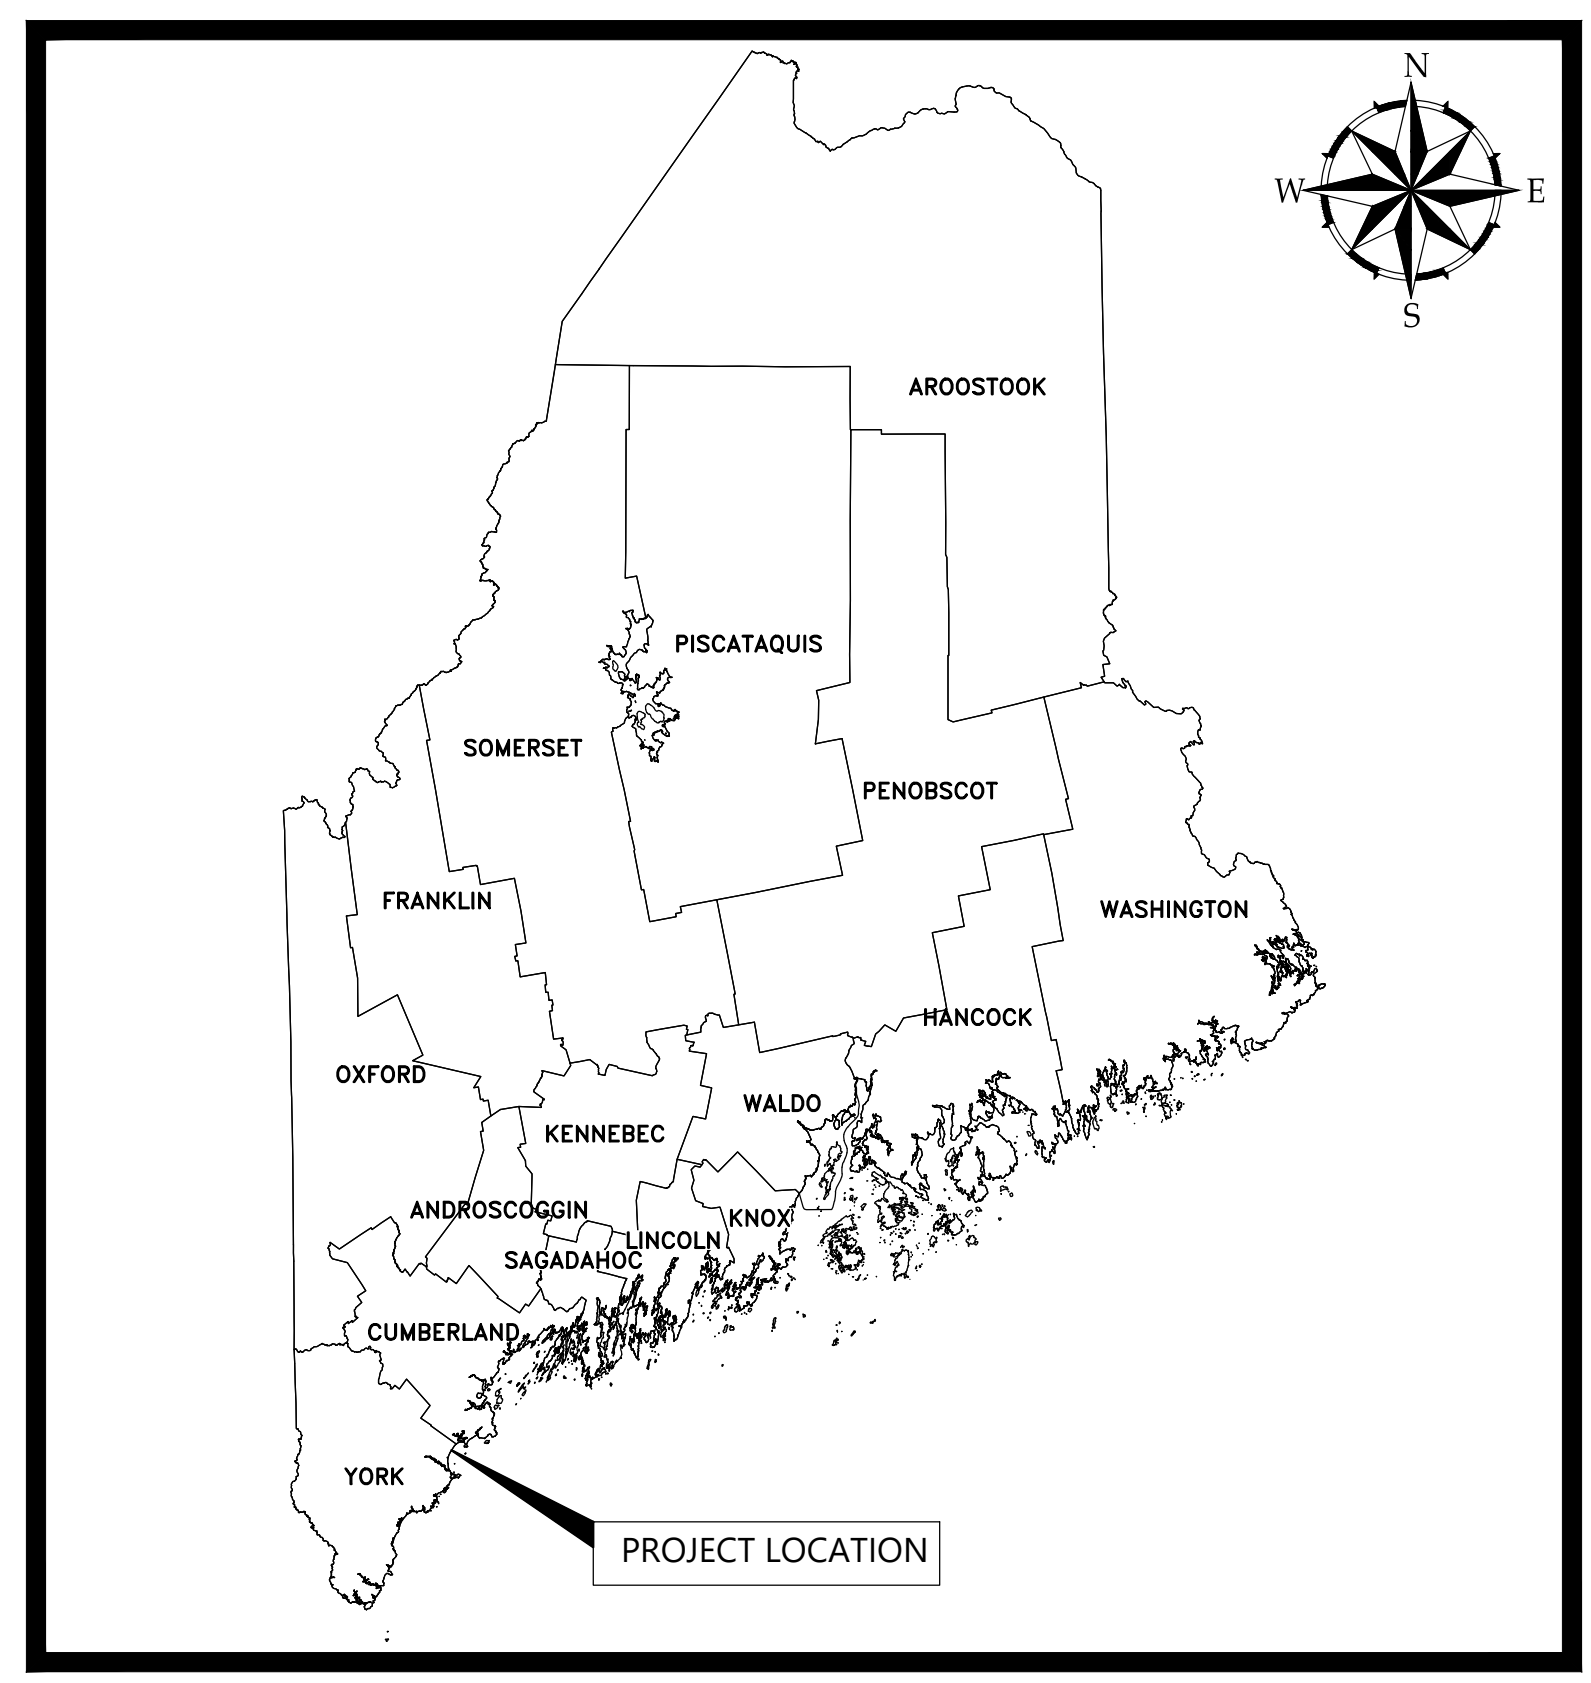 N
W
E
S
AROOSTOOK
PISCATAQUIS
SOMERSET
PENOBSCOT
FRANKLIN
WASHINGTON
HANCOCK
OXFORD
WALDO
KENNEBEC
ANDROSCOGGIN
KNOX
LINCOLN
SAGADAHOC
CUMBERLAND
YORK
PROJECT LOCATION